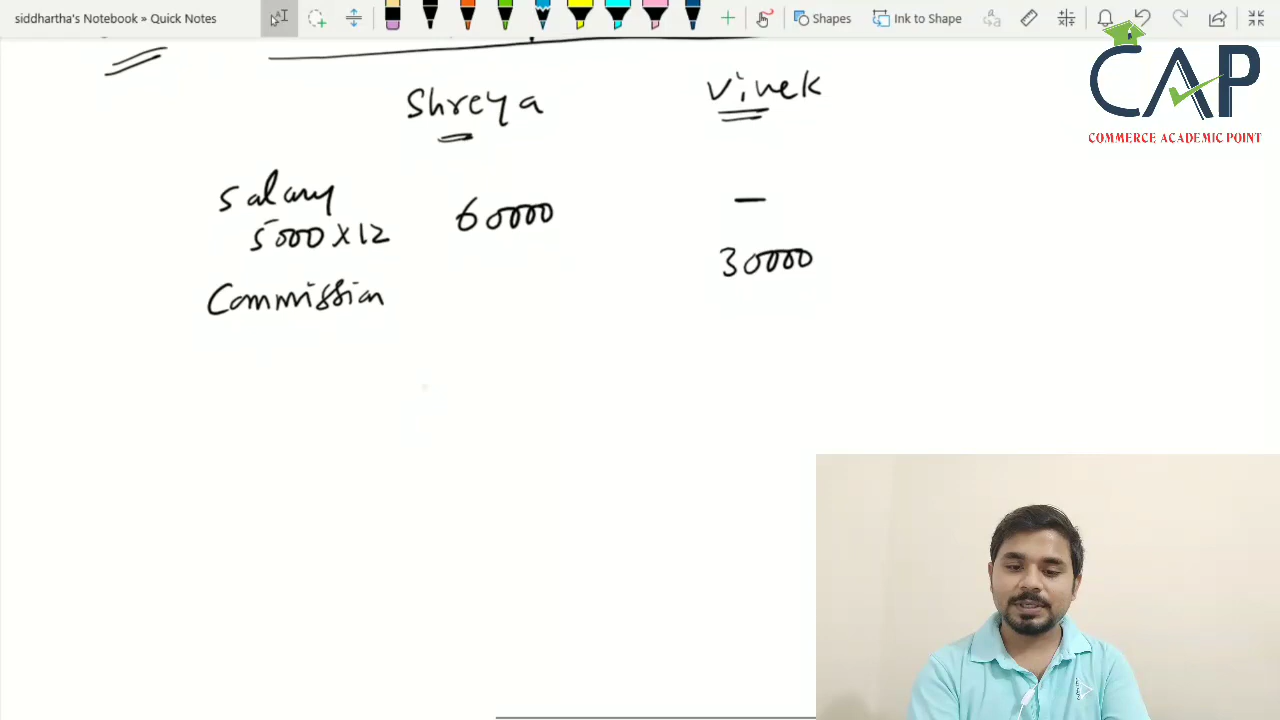 siddhartha's Notebook » Quick Notes
Shapes
Ink to Shape
CAP
COMMERCE ACADEMIC POINT
Shreya Vivek
Salary
5000 x 12 60000 —
Commission 30000